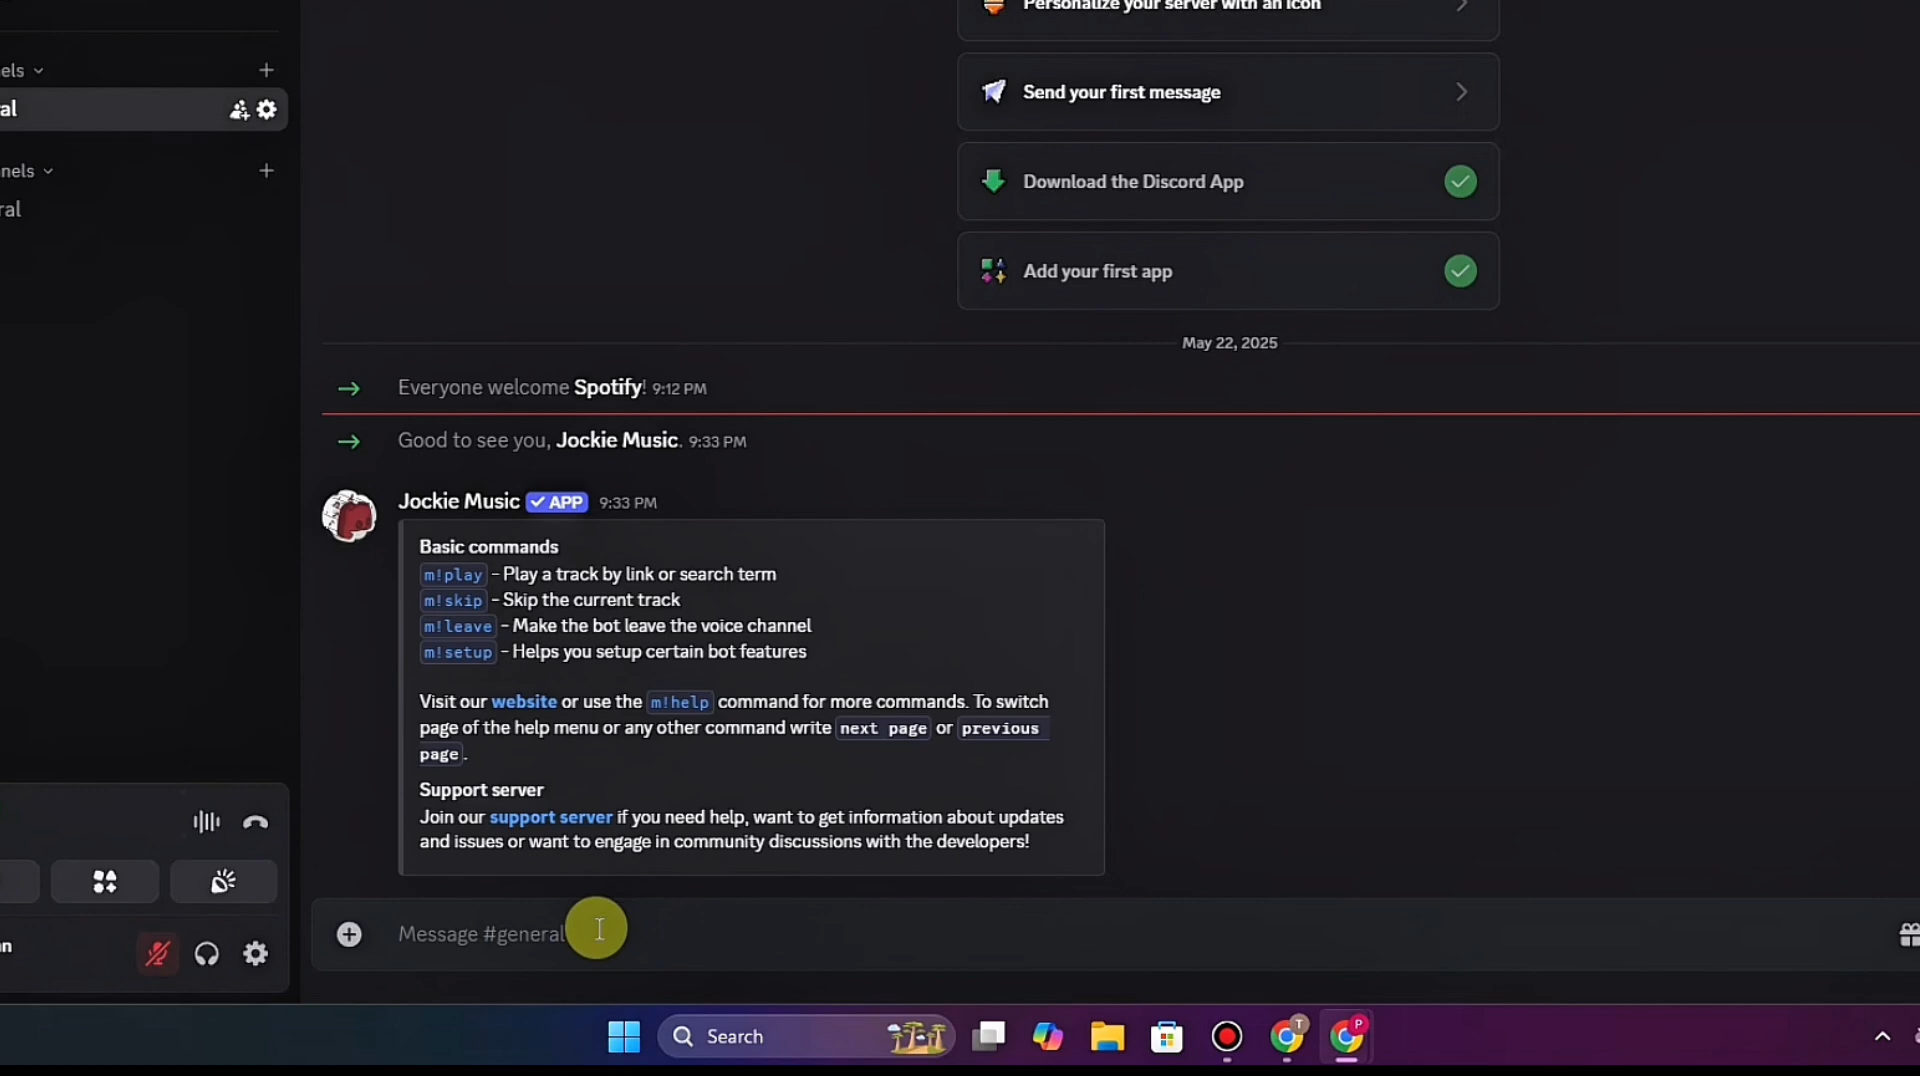 Personalize your server with an icon
nels
ral
Send your first message
Download the Discord App
nnels
ral
Add your first app
May 22, 2025
Everyone welcome Spotify! 9:12 PM
Good to see you, Jockie Music. 9:33 PM
Jockie Music APP 9:33 PM
Basic commands
m!play - Play a track by link or search term
m!skip - Skip the current track
m!leave - Make the bot leave the voice channel
m!setup - Helps you setup certain bot features
Visit our website or use the m!help command for more commands. To switch
page of the help menu or any other command write next page or previous
page.
Support server
Join our support server if you need help, want to get information about updates
and issues or want to engage in community discussions with the developers!
Message #general
Search
T
P